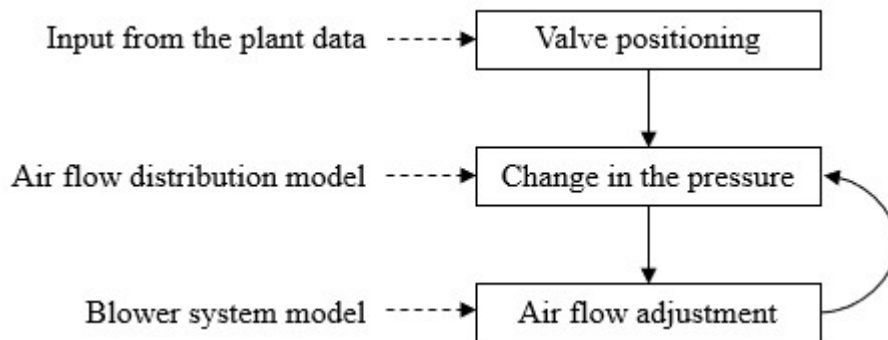 Input from the plant data
Valve positioning
Air flow distribution model
Change in the pressure
Blower system model
Air flow adjustment